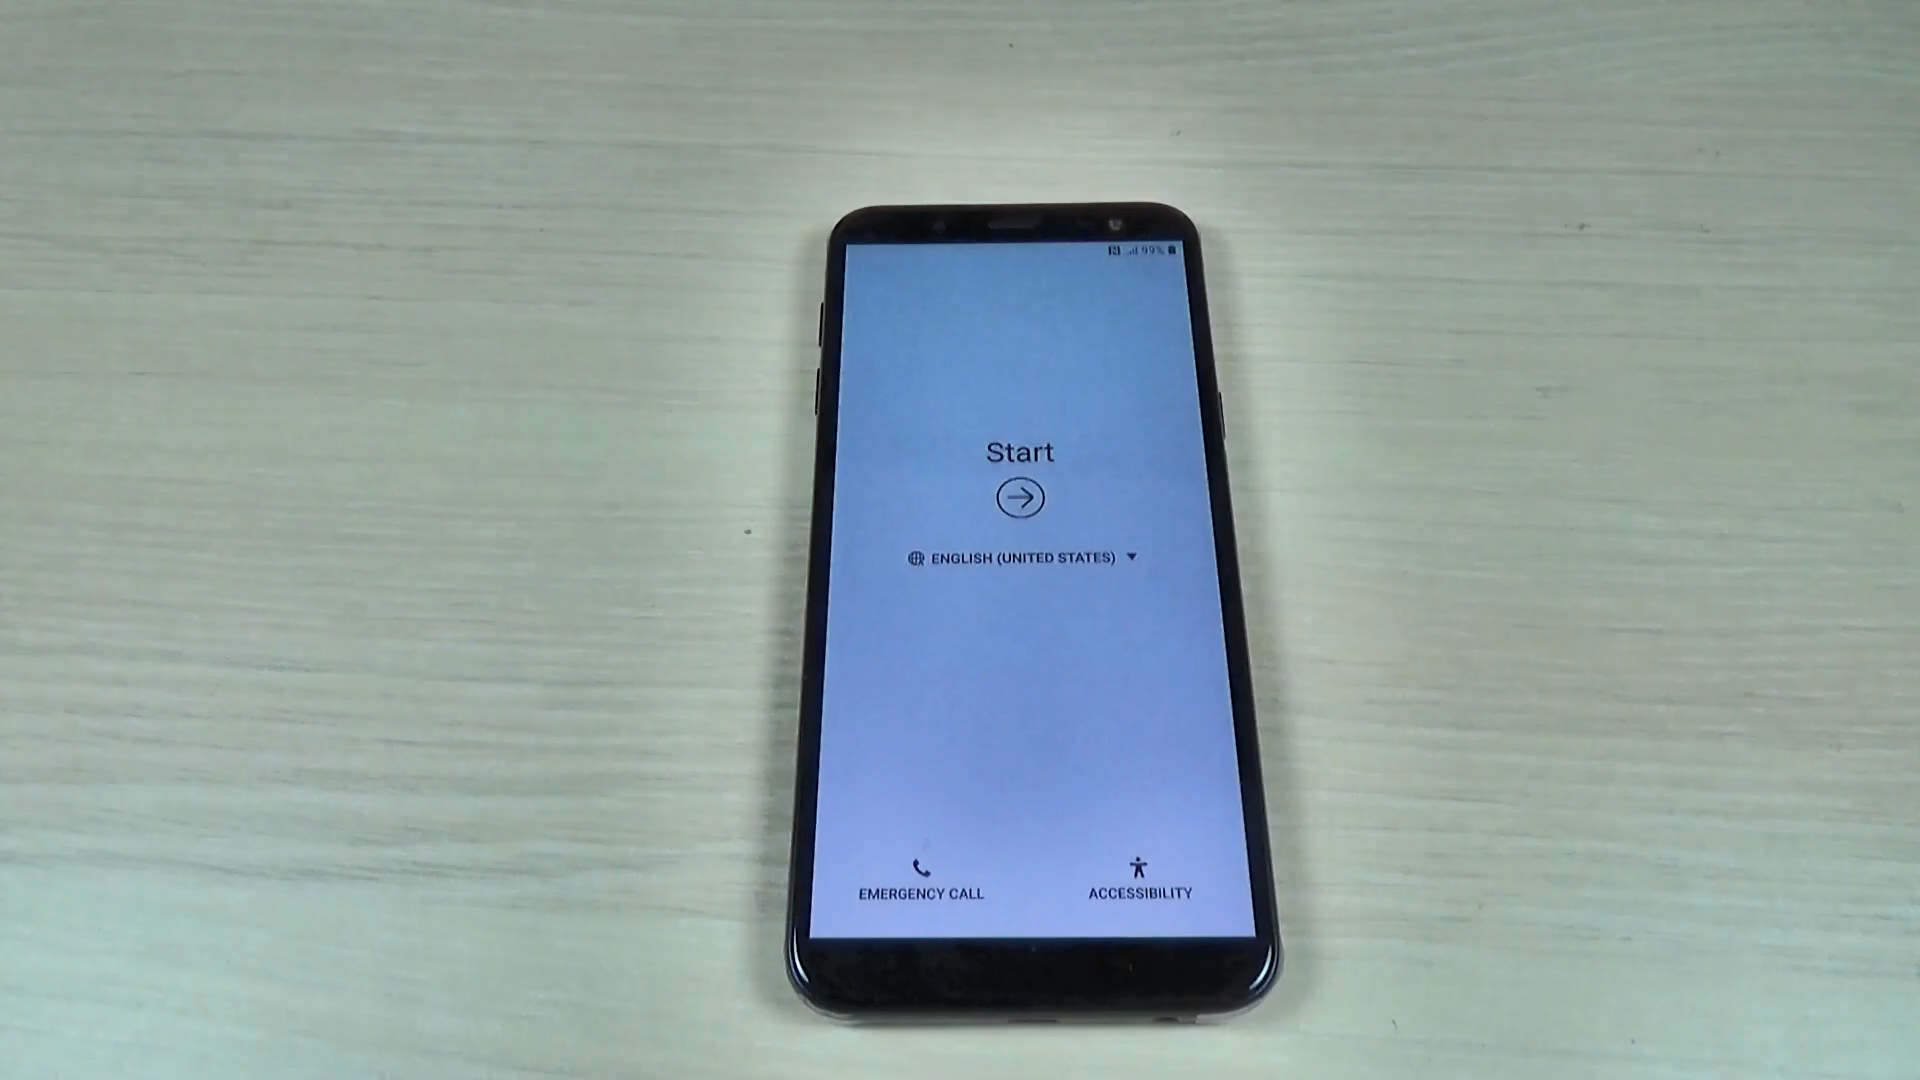 99%
Start
ENGLISH (UNITED STATES)
EMERGENCY CALL
ACCESSIBILITY